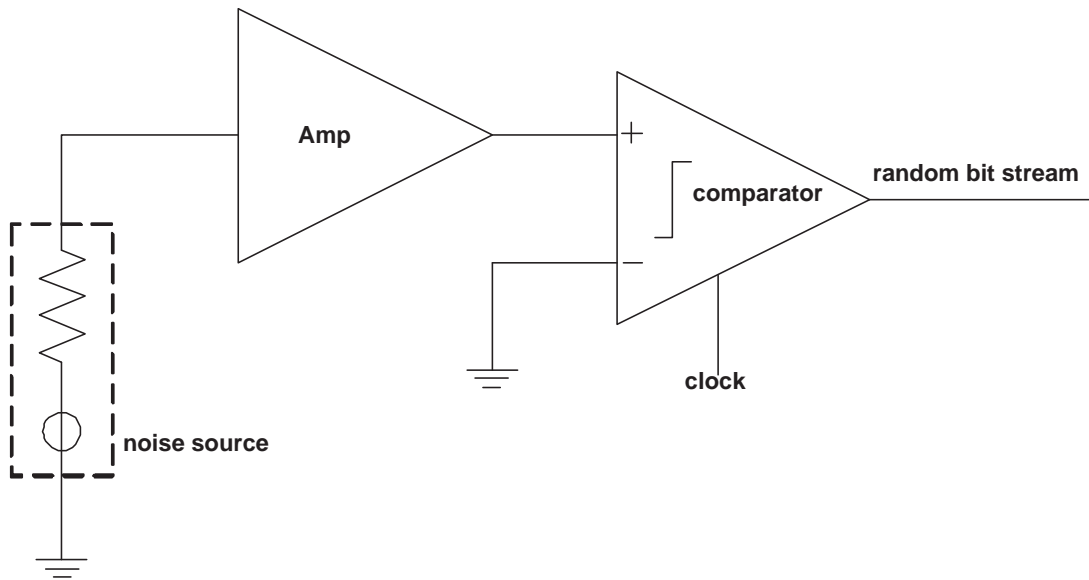 Amp
+
comparator
random bit stream
−
clock
noise source